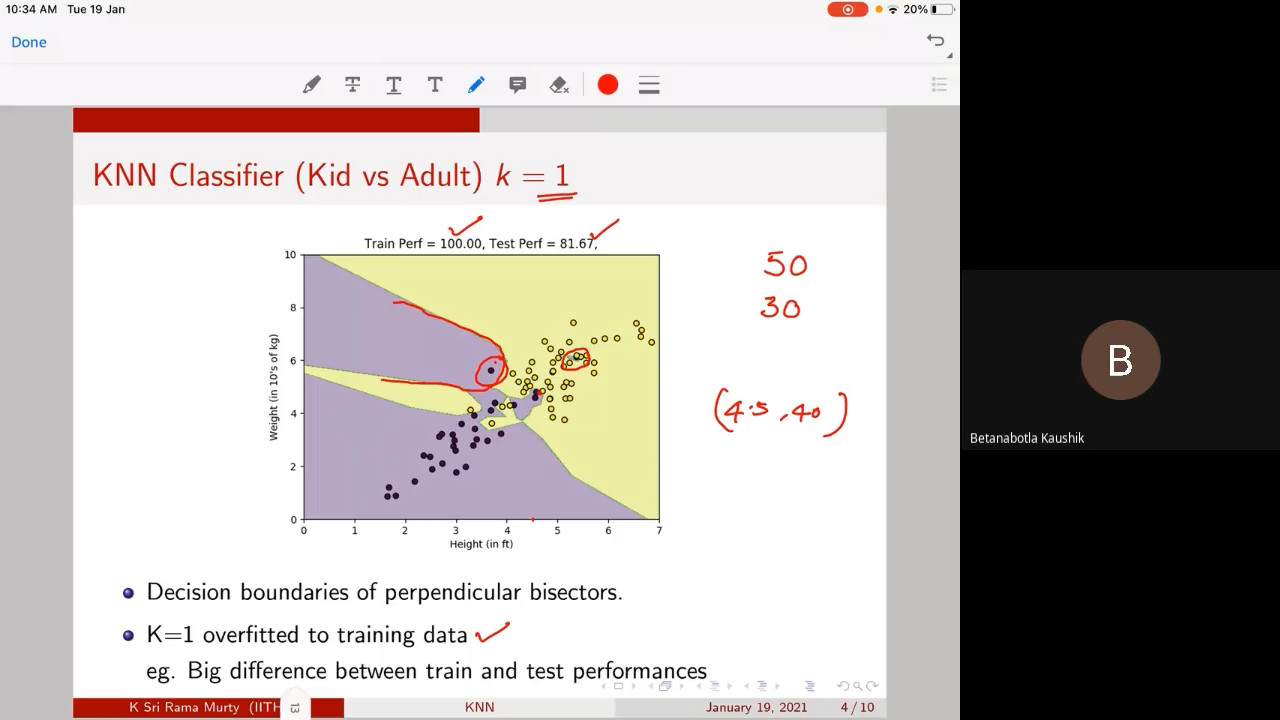 10:34 AM Tue 19 Jan
20%
Done
T T T
KNN Classifier (Kid vs Adult) k = 1
Train Perf = 100.00, Test Perf = 81.67,
50
30
(4.5 , 40)
10
8
6
4
2
0
Weight (in 10's of kg)
0 1 2 3 4 5 6 7
Height (in ft)
Decision boundaries of perpendicular bisectors.
K=1 overfitted to training data
eg. Big difference between train and test performances
K Sri Rama Murty (IITH
13
KNN
January 19, 2021
4 / 10
B
Betanabotla Kaushik